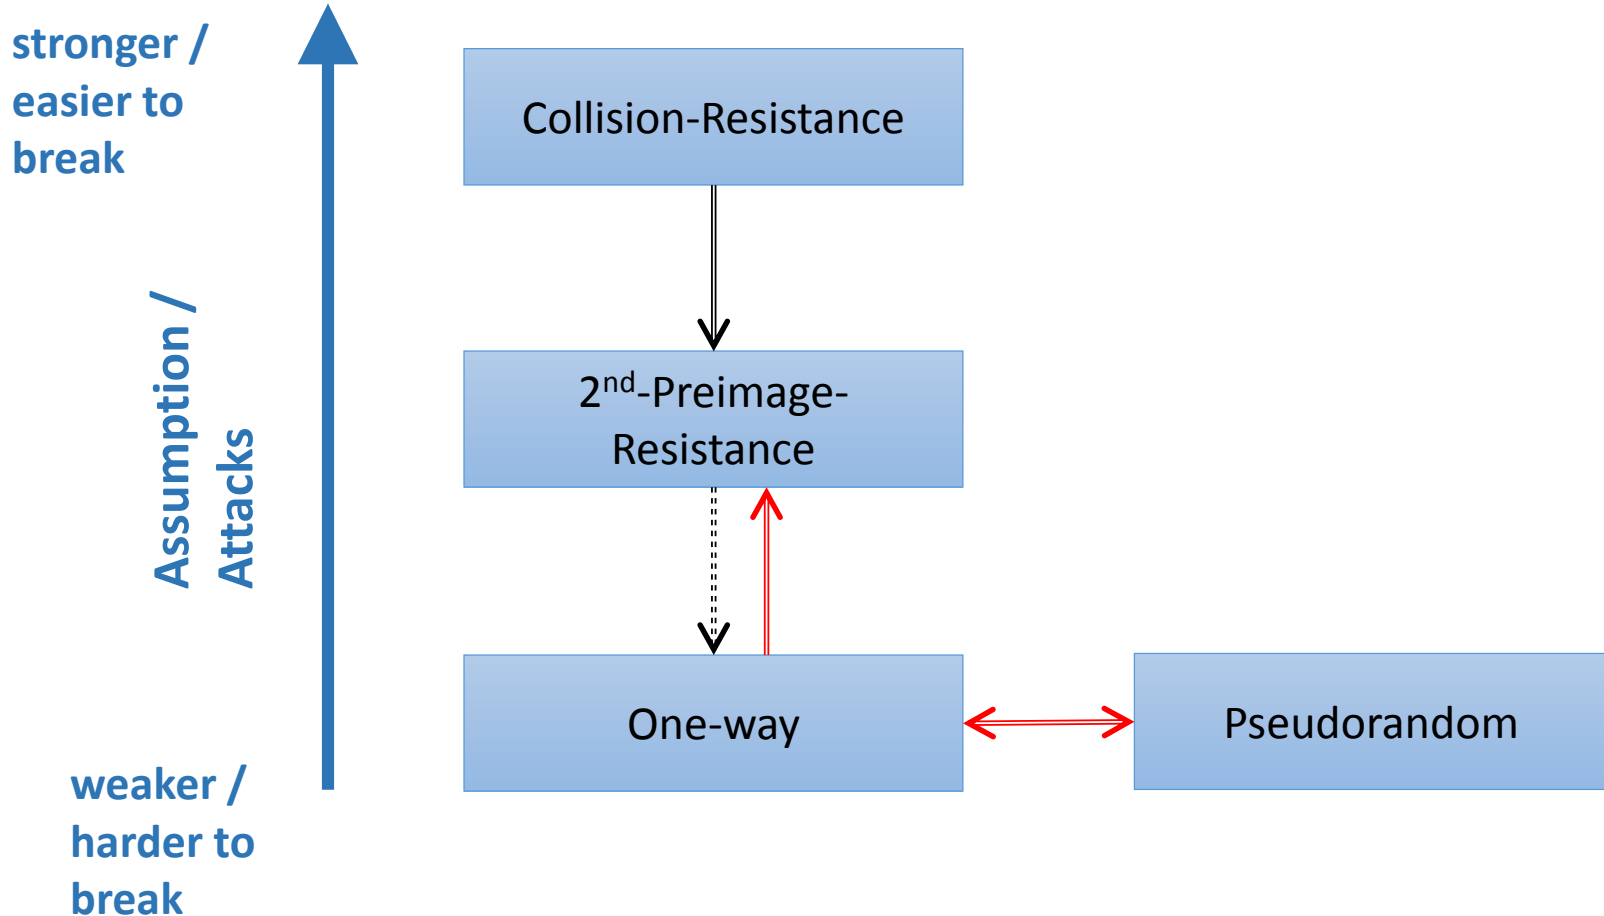 stronger /
easier to
break
Collision-Resistance
Assumption /
Attacks
2nd-Preimage-
Resistance
One-way
Pseudorandom
weaker /
harder to
break